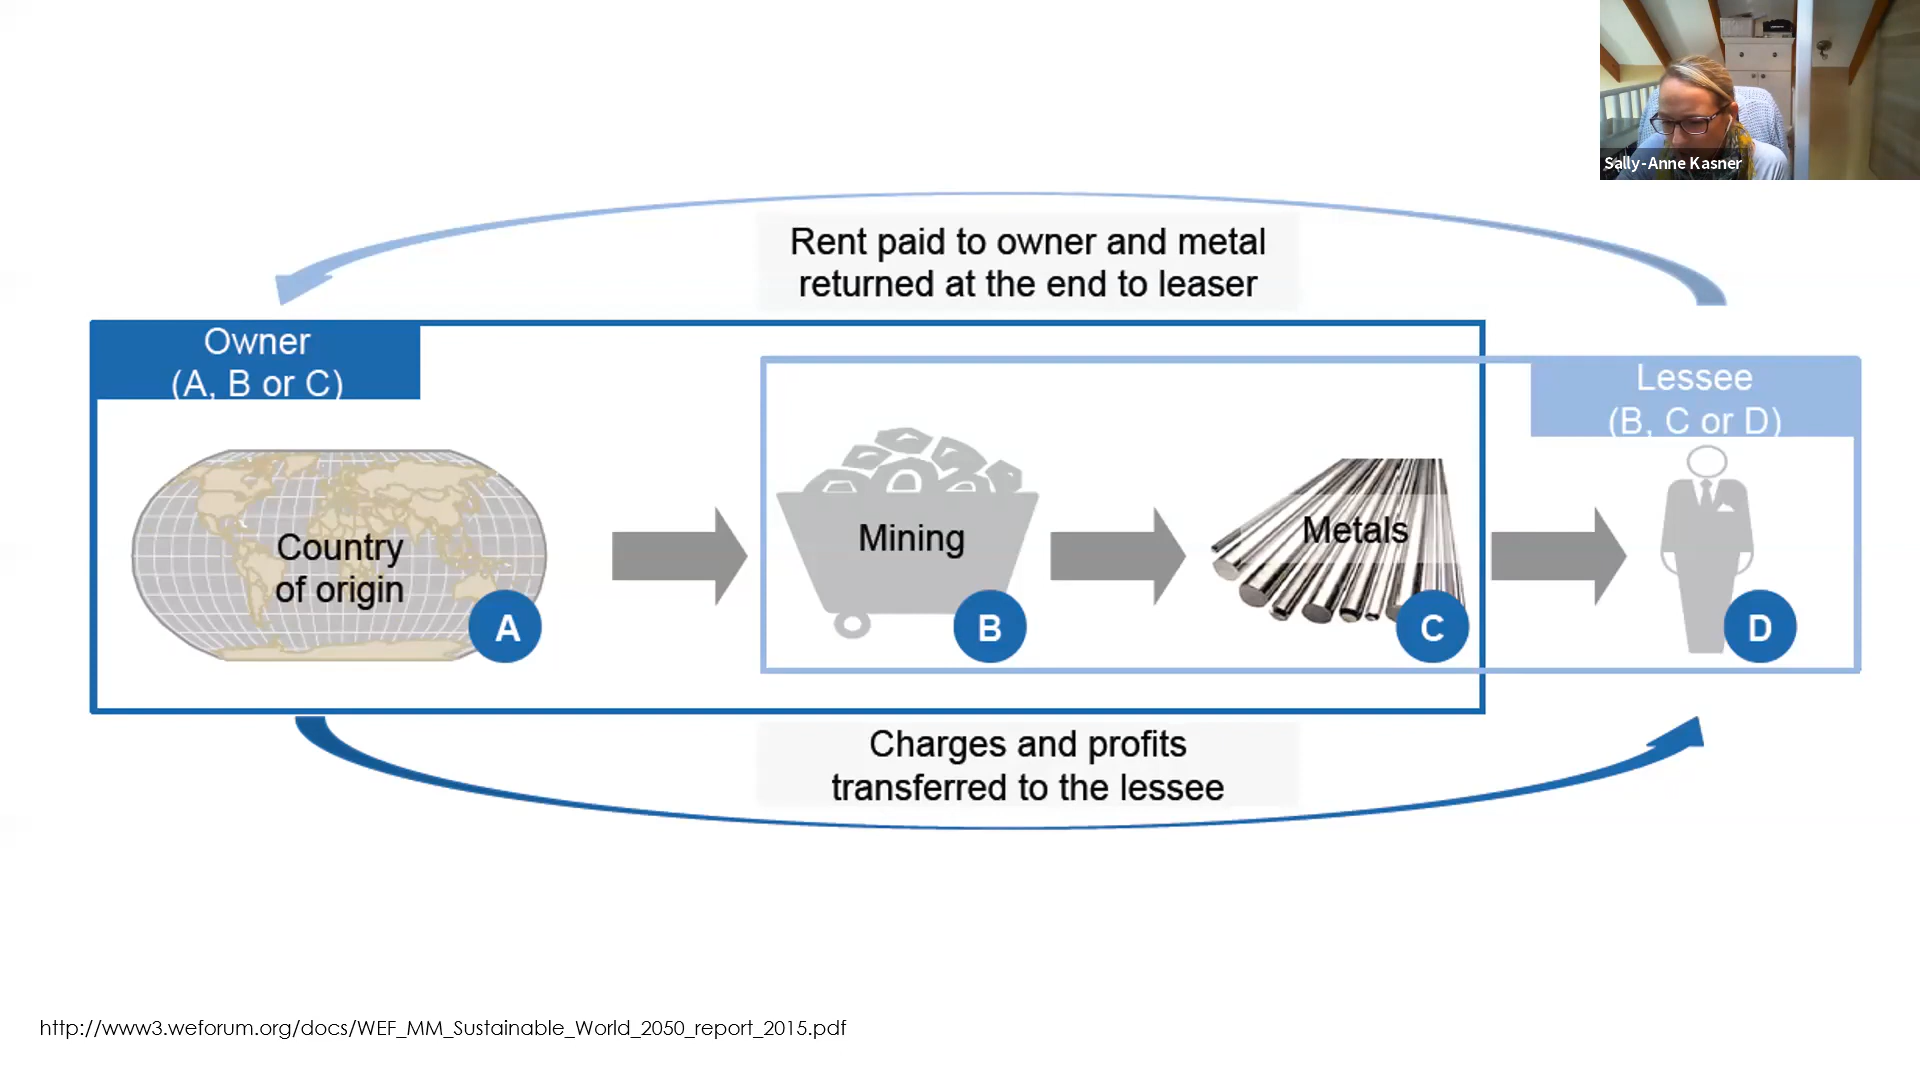 Sally-Anne Kasner
Rent paid to owner and metal
returned at the end to leaser
Owner
(A, B or C)
Lessee
(B, C or D)
Country
of origin
A
Mining
B
Metals
C
D
Charges and profits
transferred to the lessee
http://www3.weforum.org/docs/WEF_MM_Sustainable_World_2050_report_2015.pdf